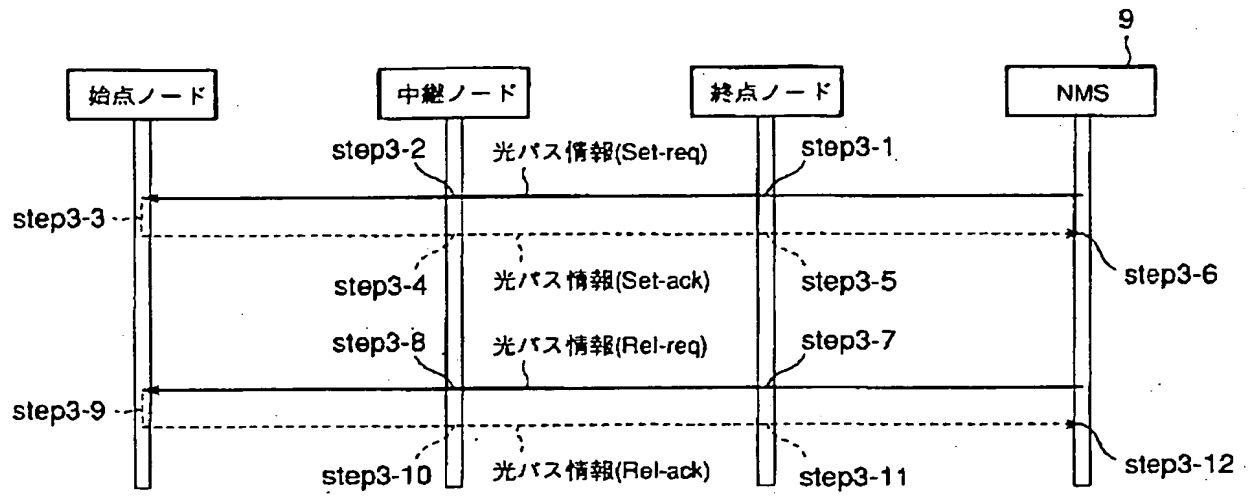 9
始点ノード
中継ノード
終点ノード
NMS
step3-2
光パス情報(Set-req)
step3-1
step3-3
step3-4
光パス情報(Set-ack)
step3-5
step3-6
step3-8
光パス情報(Rel-req)
step3-7
step3-9
step3-10
光パス情報(Rel-ack)
step3-11
step3-12